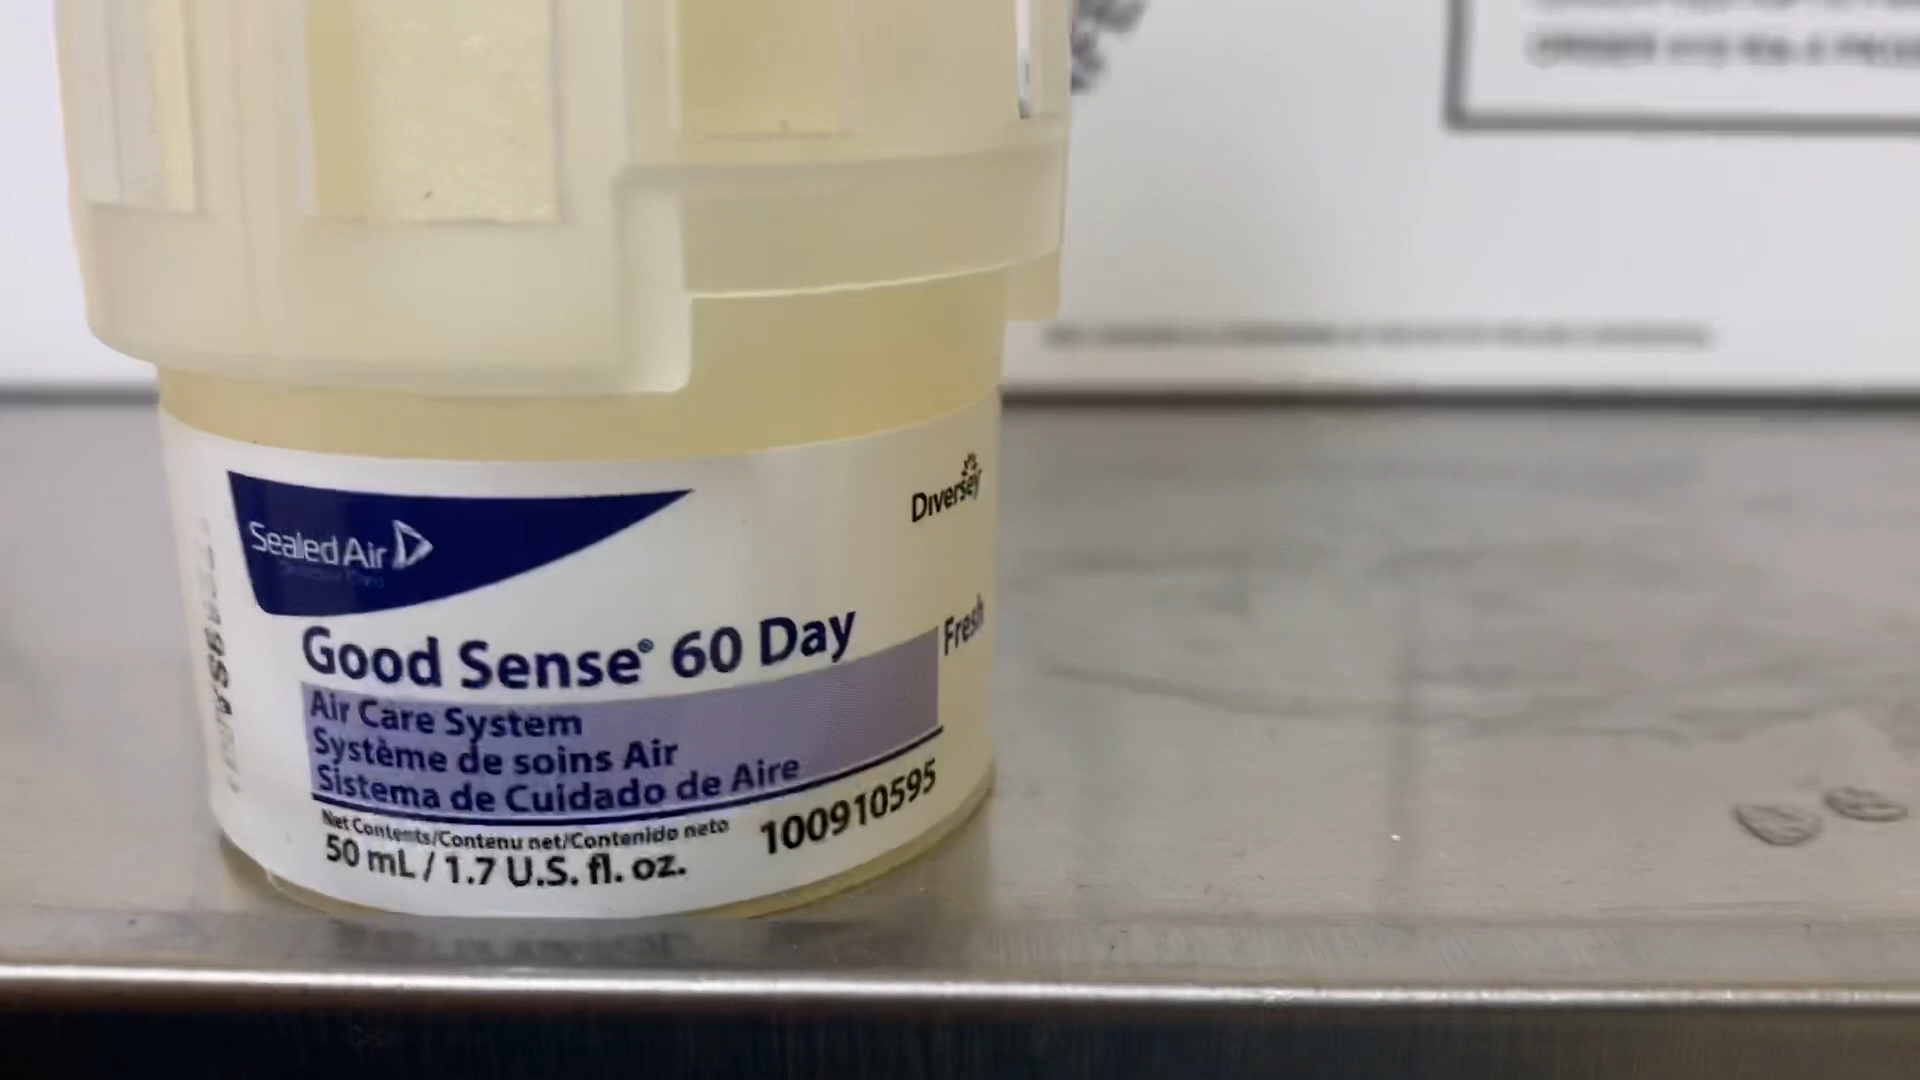 Sealed Air
Diversey
Good Sense® 60 Day
Fresh
Air Care System
Système de soins Air
Sistema de Cuidado de Aire
Net Contents/Contenu net/Contenido neto
50 mL / 1.7 U.S. fl. oz.
100910595